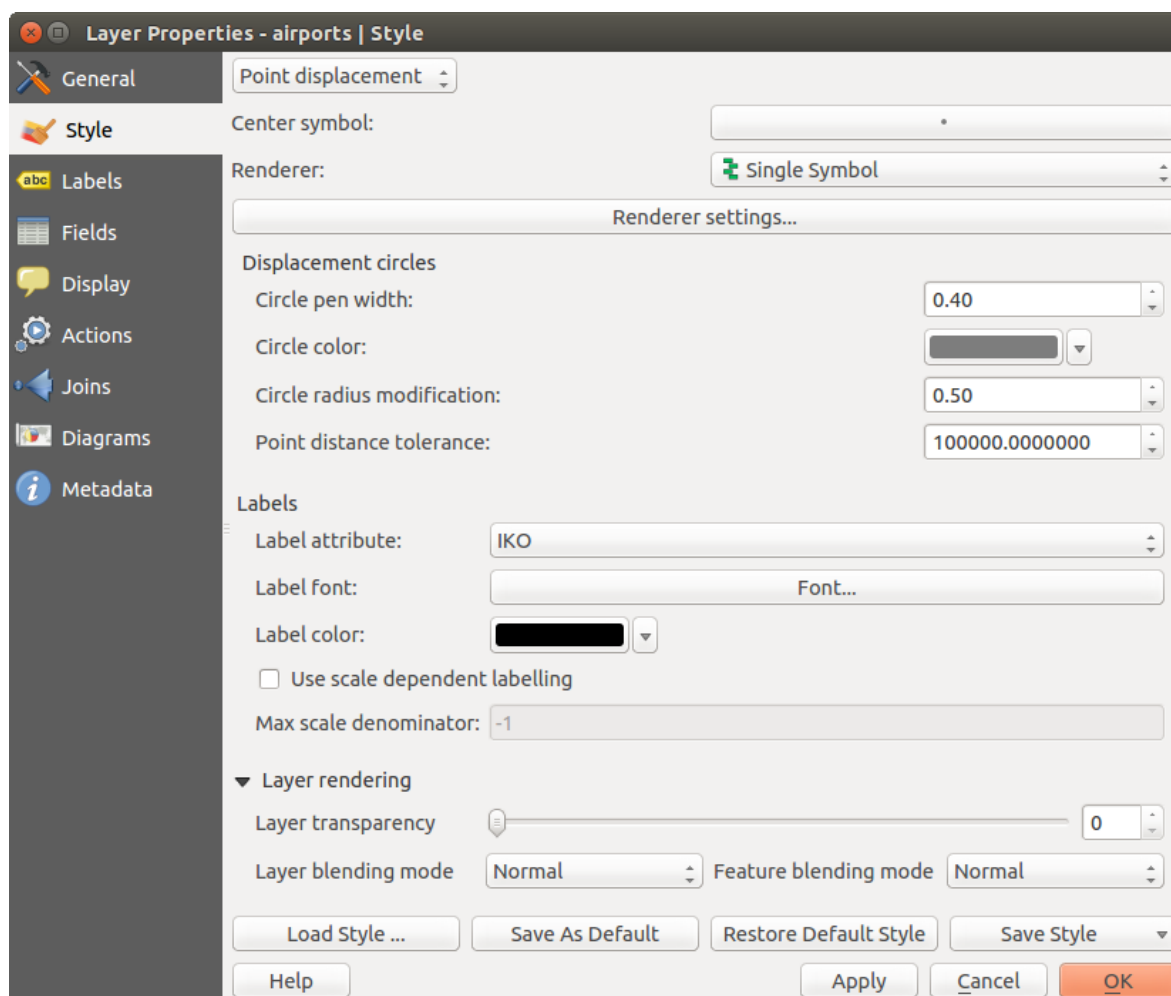 Layer Properties - airports | Style
General
Style
abc Labels
Fields
Display
Actions
Joins
Diagrams
i Metadata
Point displacement
Center symbol:
Renderer: Single Symbol
Renderer settings...
Displacement circles
Circle pen width: 0.40
Circle color:
Circle radius modification: 0.50
Point distance tolerance: 100000.0000000
Labels
Label attribute: IKO
Label font: Font...
Label color:
Use scale dependent labelling
Max scale denominator: -1
Layer rendering
Layer transparency 0
Layer blending mode Normal Feature blending mode Normal
Load Style ... Save As Default Restore Default Style Save Style
Help Apply Cancel OK